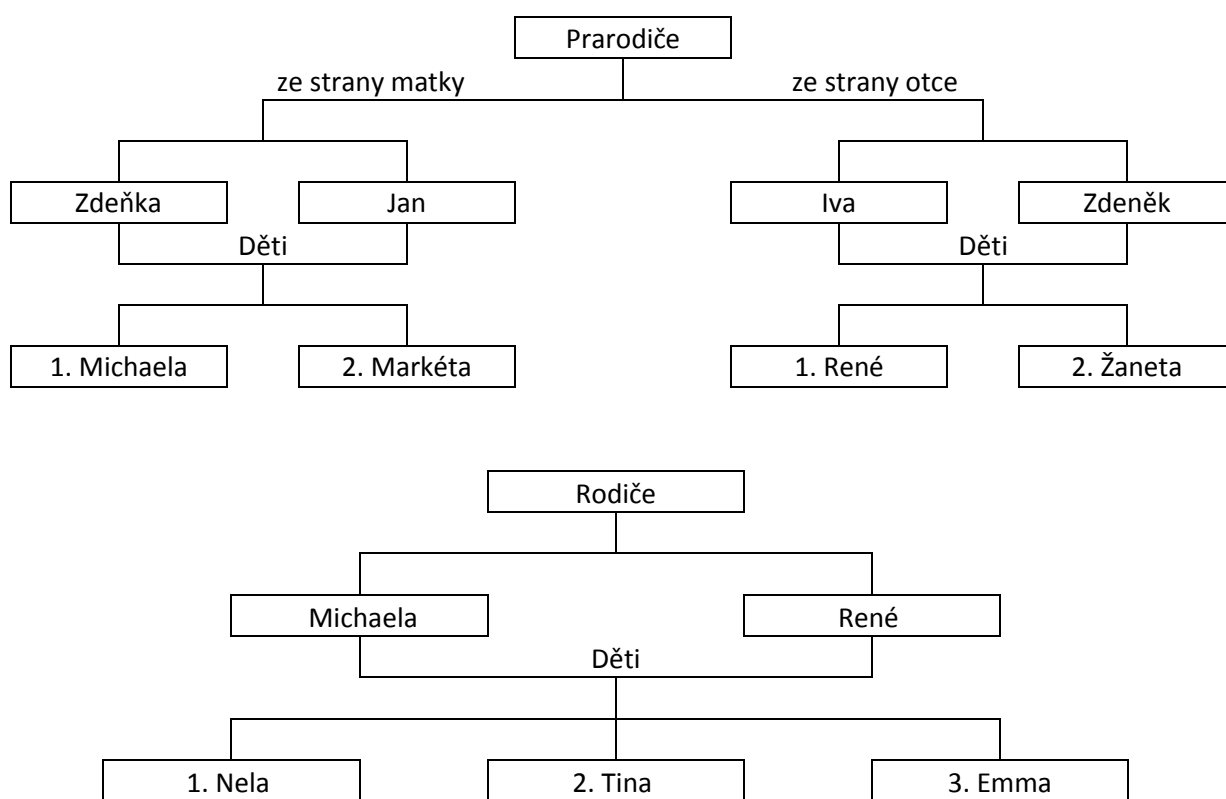 Prarodiče
ze strany matky ze strany otce
Zdeňka Jan Iva Zdeněk
Děti Děti
1. Michaela 2. Markéta 1. René 2. Žaneta
Rodiče
Michaela René
Děti
1. Nela 2. Tina 3. Emma